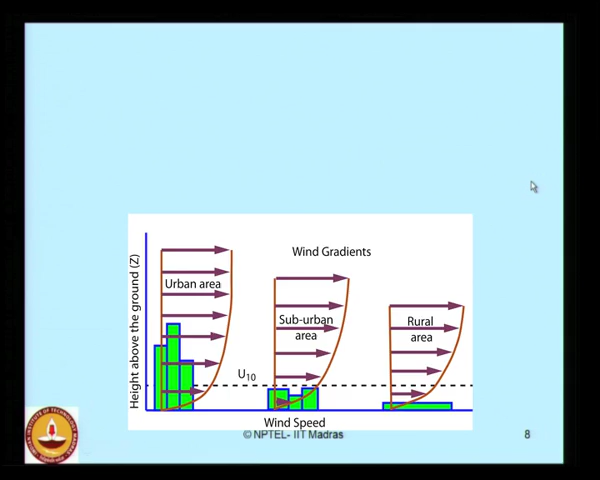 Wind Gradients
Urban area
Sub-urban
area
Rural
area
U10
Height above the ground (Z)
Wind Speed
© NPTEL- IIT Madras
8